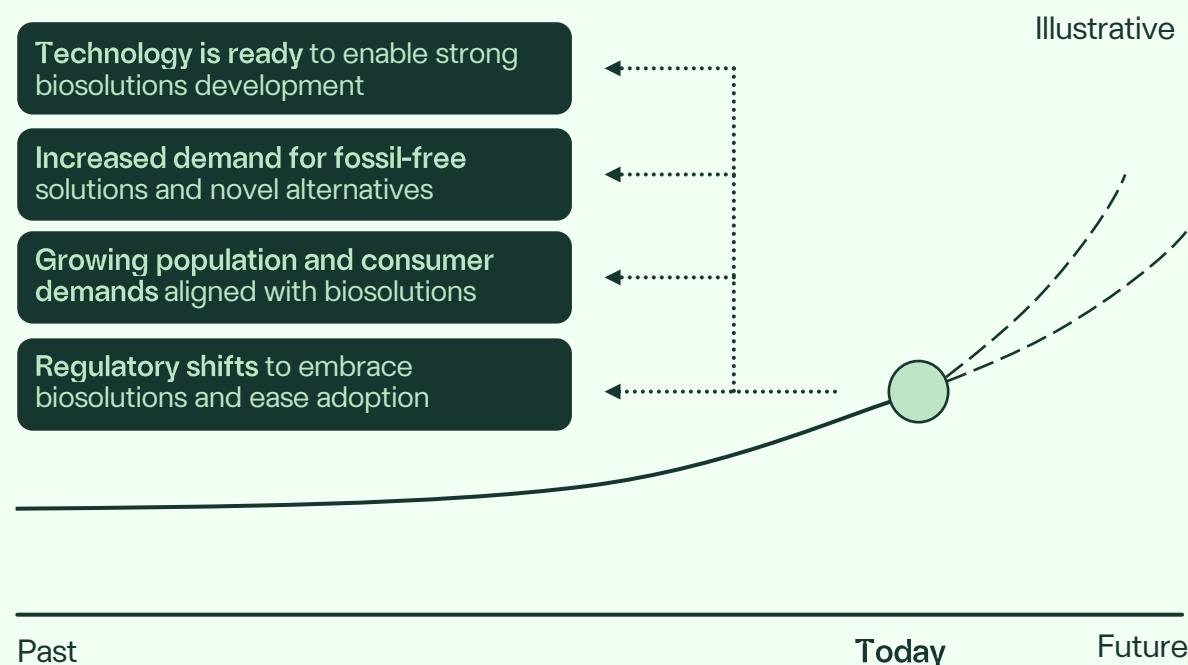 Illustrative
Technology is ready to enable strong
biosolutions development
Increased demand for fossil-free
solutions and novel alternatives
Growing population and consumer
demands aligned with biosolutions
Regulatory shifts to embrace
biosolutions and ease adoption
Past
Today
Future